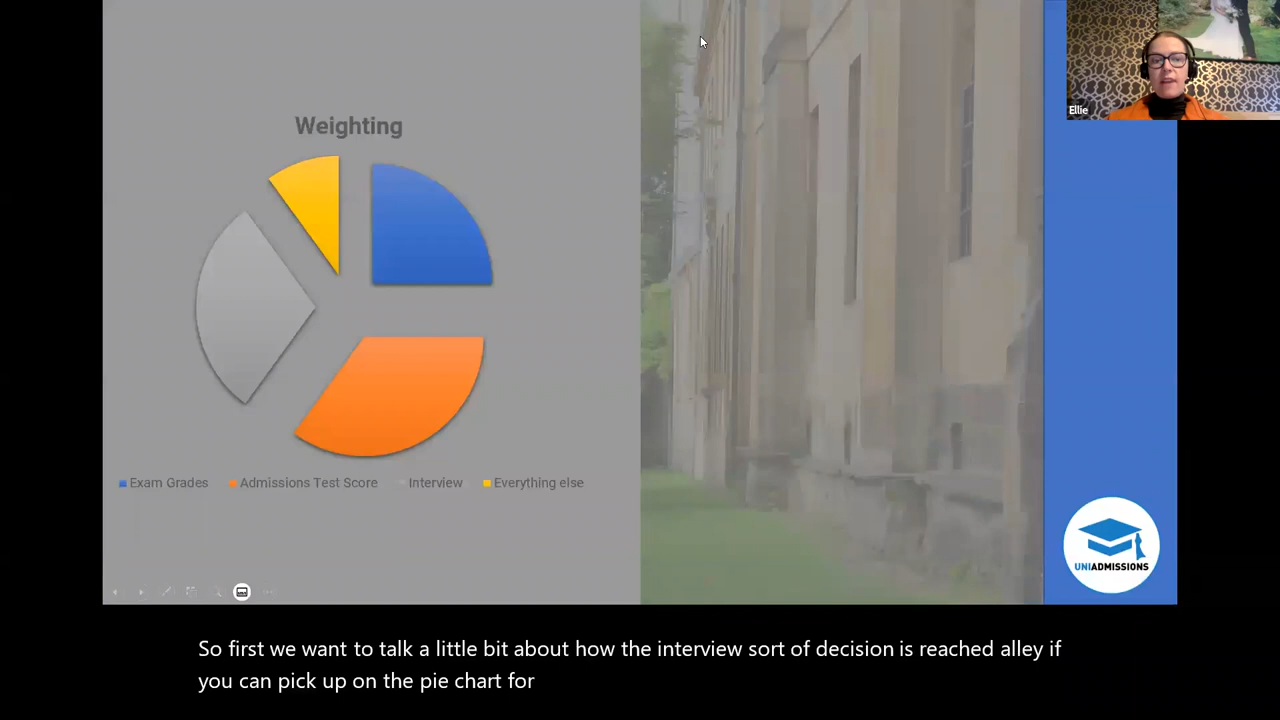 Ellie
Weighting
Exam Grades Admissions Test Score Interview Everything else
UNIADMISSIONS
So first we want to talk a little bit about how the interview sort of decision is reached alley if
you can pick up on the pie chart for